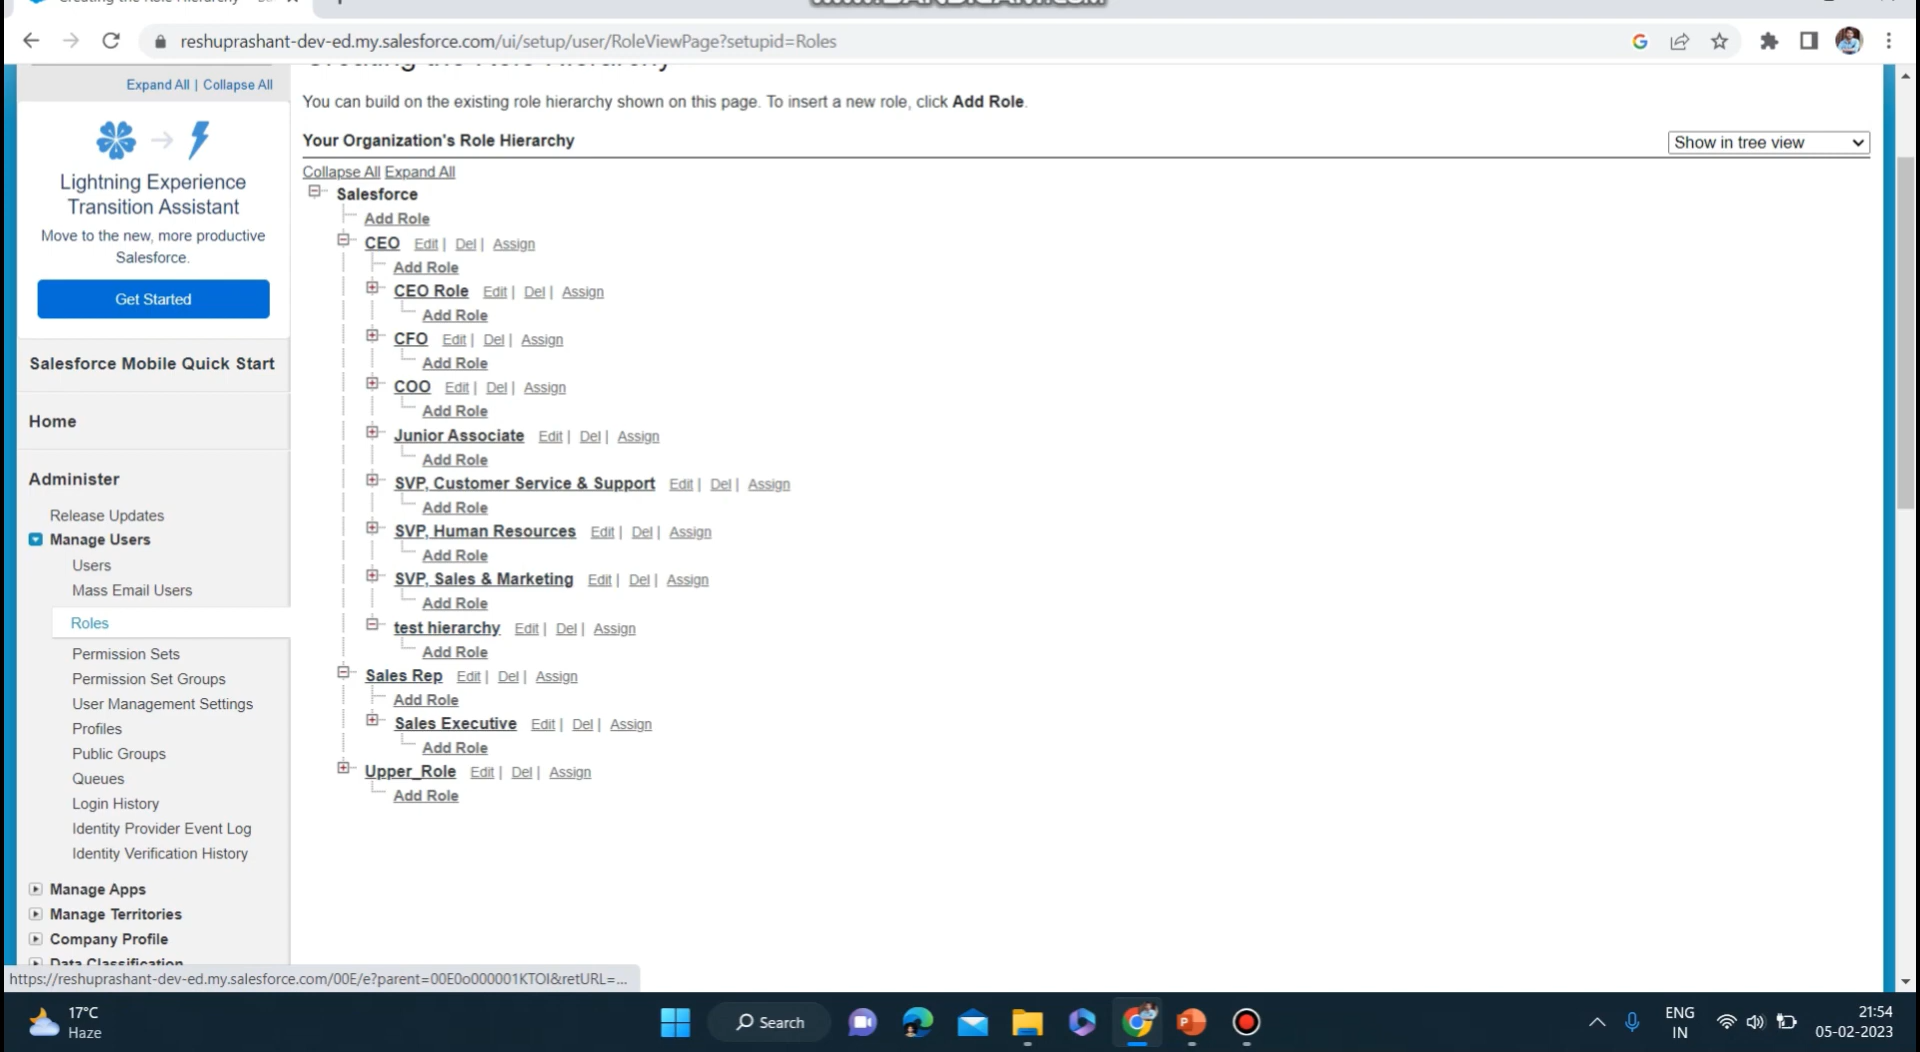 reshuprashant-dev-ed.my.salesforce.com/ui/setup/user/RoleViewPage?setupid=Roles
Expand All | Collapse All
Lightning Experience
Transition Assistant
Move to the new, more productive
Salesforce.
Get Started
Salesforce Mobile Quick Start
Home
Administer
Release Updates
Manage Users
Users
Mass Email Users
Roles
Permission Sets
Permission Set Groups
User Management Settings
Profiles
Public Groups
Queues
Login History
Identity Provider Event Log
Identity Verification History
Manage Apps
Manage Territories
Company Profile
Data Classification
Creating the Role Hierarchy
You can build on the existing role hierarchy shown on this page. To insert a new role, click Add Role.
Your Organization's Role Hierarchy
Show in tree view
Collapse All Expand All
Salesforce
Add Role
CEO Edit | Del | Assign
Add Role
CEO Role Edit | Del | Assign
Add Role
CFO Edit | Del | Assign
Add Role
COO Edit | Del | Assign
Add Role
Junior Associate Edit | Del | Assign
Add Role
SVP, Customer Service & Support Edit | Del | Assign
Add Role
SVP, Human Resources Edit | Del | Assign
Add Role
SVP, Sales & Marketing Edit | Del | Assign
Add Role
test hierarchy Edit | Del | Assign
Add Role
Sales Rep Edit | Del | Assign
Add Role
Sales Executive Edit | Del | Assign
Add Role
Upper_Role Edit | Del | Assign
Add Role
https://reshuprashant-dev-ed.my.salesforce.com/00E/e?parent=00E0o000001KTOI&retURL=...
17°C
Haze
Search
ENG
IN
21:54
05-02-2023